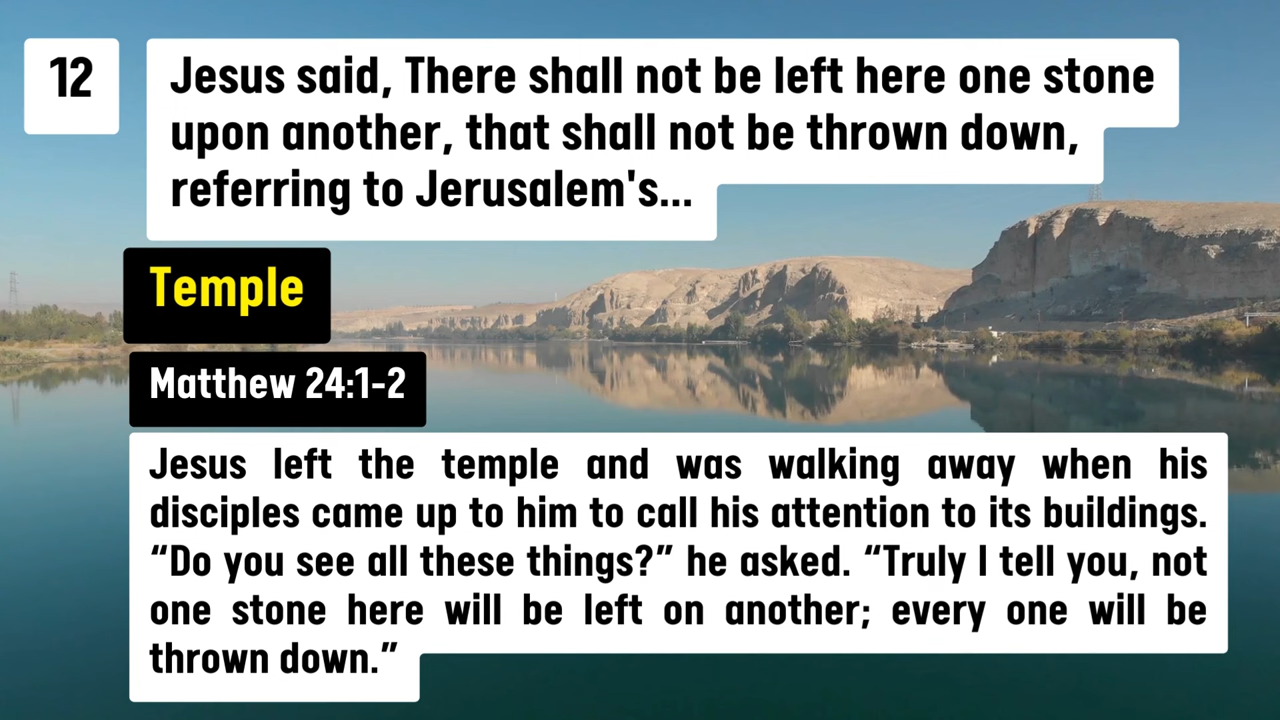 12
Jesus said, There shall not be left here one stone
upon another, that shall not be thrown down,
referring to Jerusalem's...
Temple
Matthew 24:1-2
Jesus left the temple and was walking away when his
disciples came up to him to call his attention to its buildings.
“Do you see all these things?” he asked. “Truly I tell you, not
one stone here will be left on another; every one will be
thrown down.”